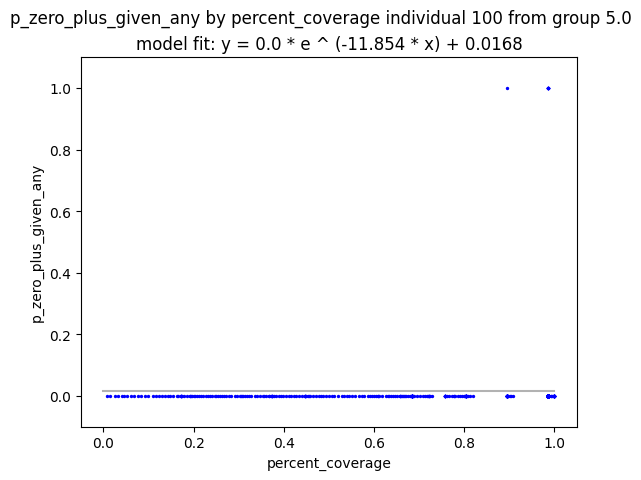 p_zero_plus_given_any by percent_coverage individual 100 from group 5.0
model fit: y = 0.0 * e ^ (-11.854 * x) + 0.0168
1.0
0.8
0.6
0.4
0.2
0.0
p_zero_plus_given_any
0.0 0.2 0.4 0.6 0.8 1.0
percent_coverage